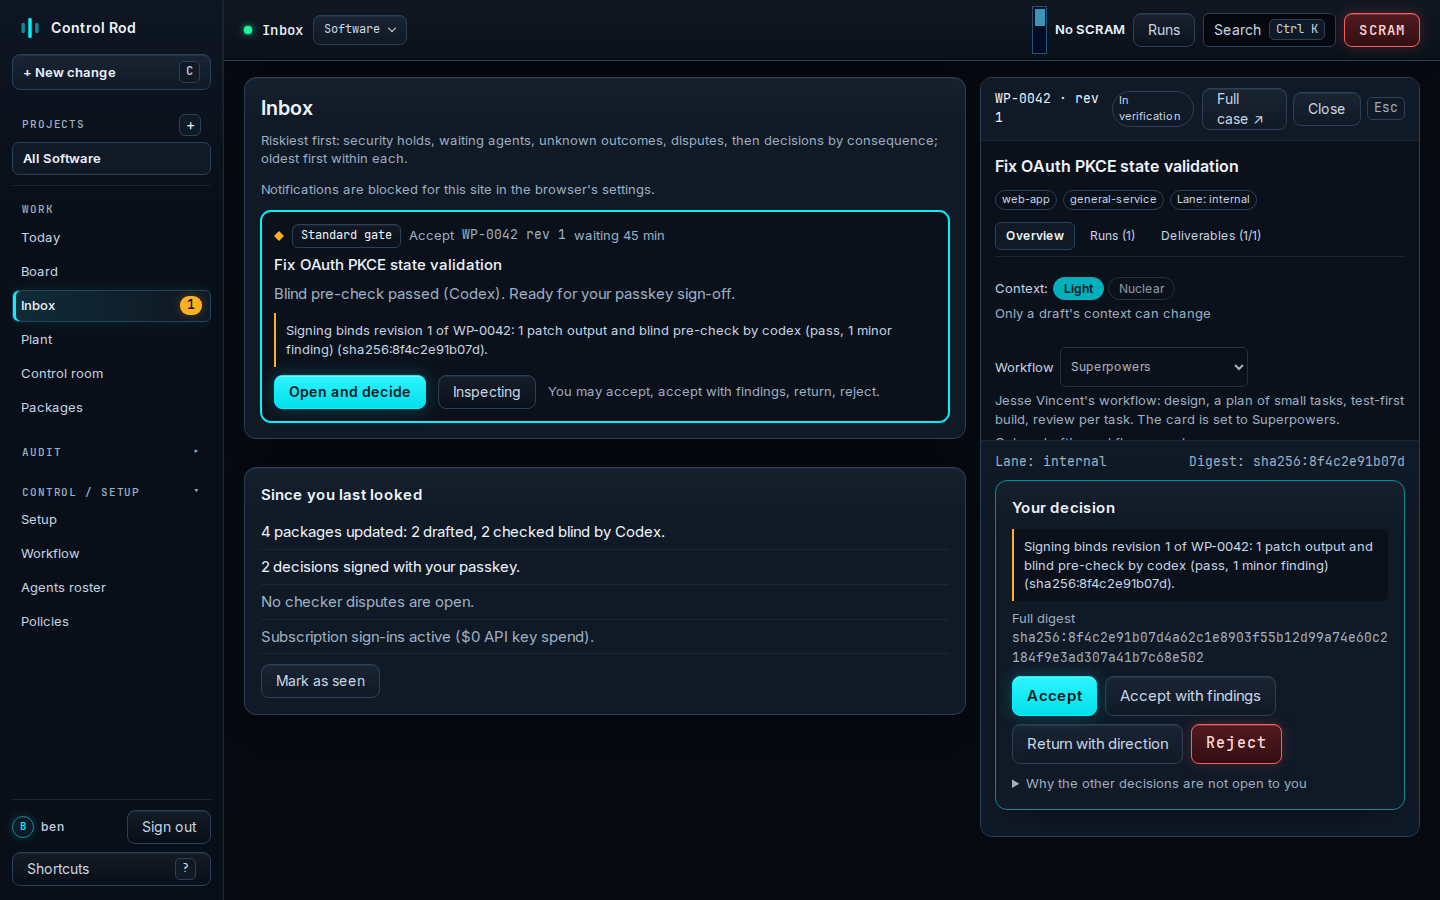 Control Rod
+ New change C
PROJECTS +
All Software
WORK
Today
Board
Inbox 1
Plant
Control room
Packages
AUDIT
CONTROL / SETUP
Setup
Workflow
Agents roster
Policies
B ben Sign out
Shortcuts ?
Inbox Software
No SCRAM Runs Search Ctrl K SCRAM
Inbox
Riskiest first: security holds, waiting agents, unknown outcomes, disputes, then decisions by consequence;
oldest first within each.
Notifications are blocked for this site in the browser's settings.
Standard gate Accept WP-0042 rev 1 waiting 45 min
Fix OAuth PKCE state validation
Blind pre-check passed (Codex). Ready for your passkey sign-off.
Signing binds revision 1 of WP-0042: 1 patch output and blind pre-check by codex (pass, 1 minor
finding) (sha256:8f4c2e91b07d).
Open and decide Inspecting You may accept, accept with findings, return, reject.
Since you last looked
4 packages updated: 2 drafted, 2 checked blind by Codex.
2 decisions signed with your passkey.
No checker disputes are open.
Subscription sign-ins active ($0 API key spend).
Mark as seen
WP-0042 · rev
1
In
verification
Full
case ↗
Close Esc
Fix OAuth PKCE state validation
web-app general-service Lane: internal
Overview Runs (1) Deliverables (1/1)
Context: Light Nuclear
Only a draft's context can change
Workflow Superpowers
Jesse Vincent's workflow: design, a plan of small tasks, test-first
build, review per task. The card is set to Superpowers.
Lane: internal Digest: sha256:8f4c2e91b07d
Your decision
Signing binds revision 1 of WP-0042: 1 patch output and
blind pre-check by codex (pass, 1 minor finding)
(sha256:8f4c2e91b07d).
Full digest
sha256:8f4c2e91b07d4a62c1e8903f55b12d99a74e60c2
184f9e3ad307a41b7c68e502
Accept Accept with findings
Return with direction Reject
Why the other decisions are not open to you